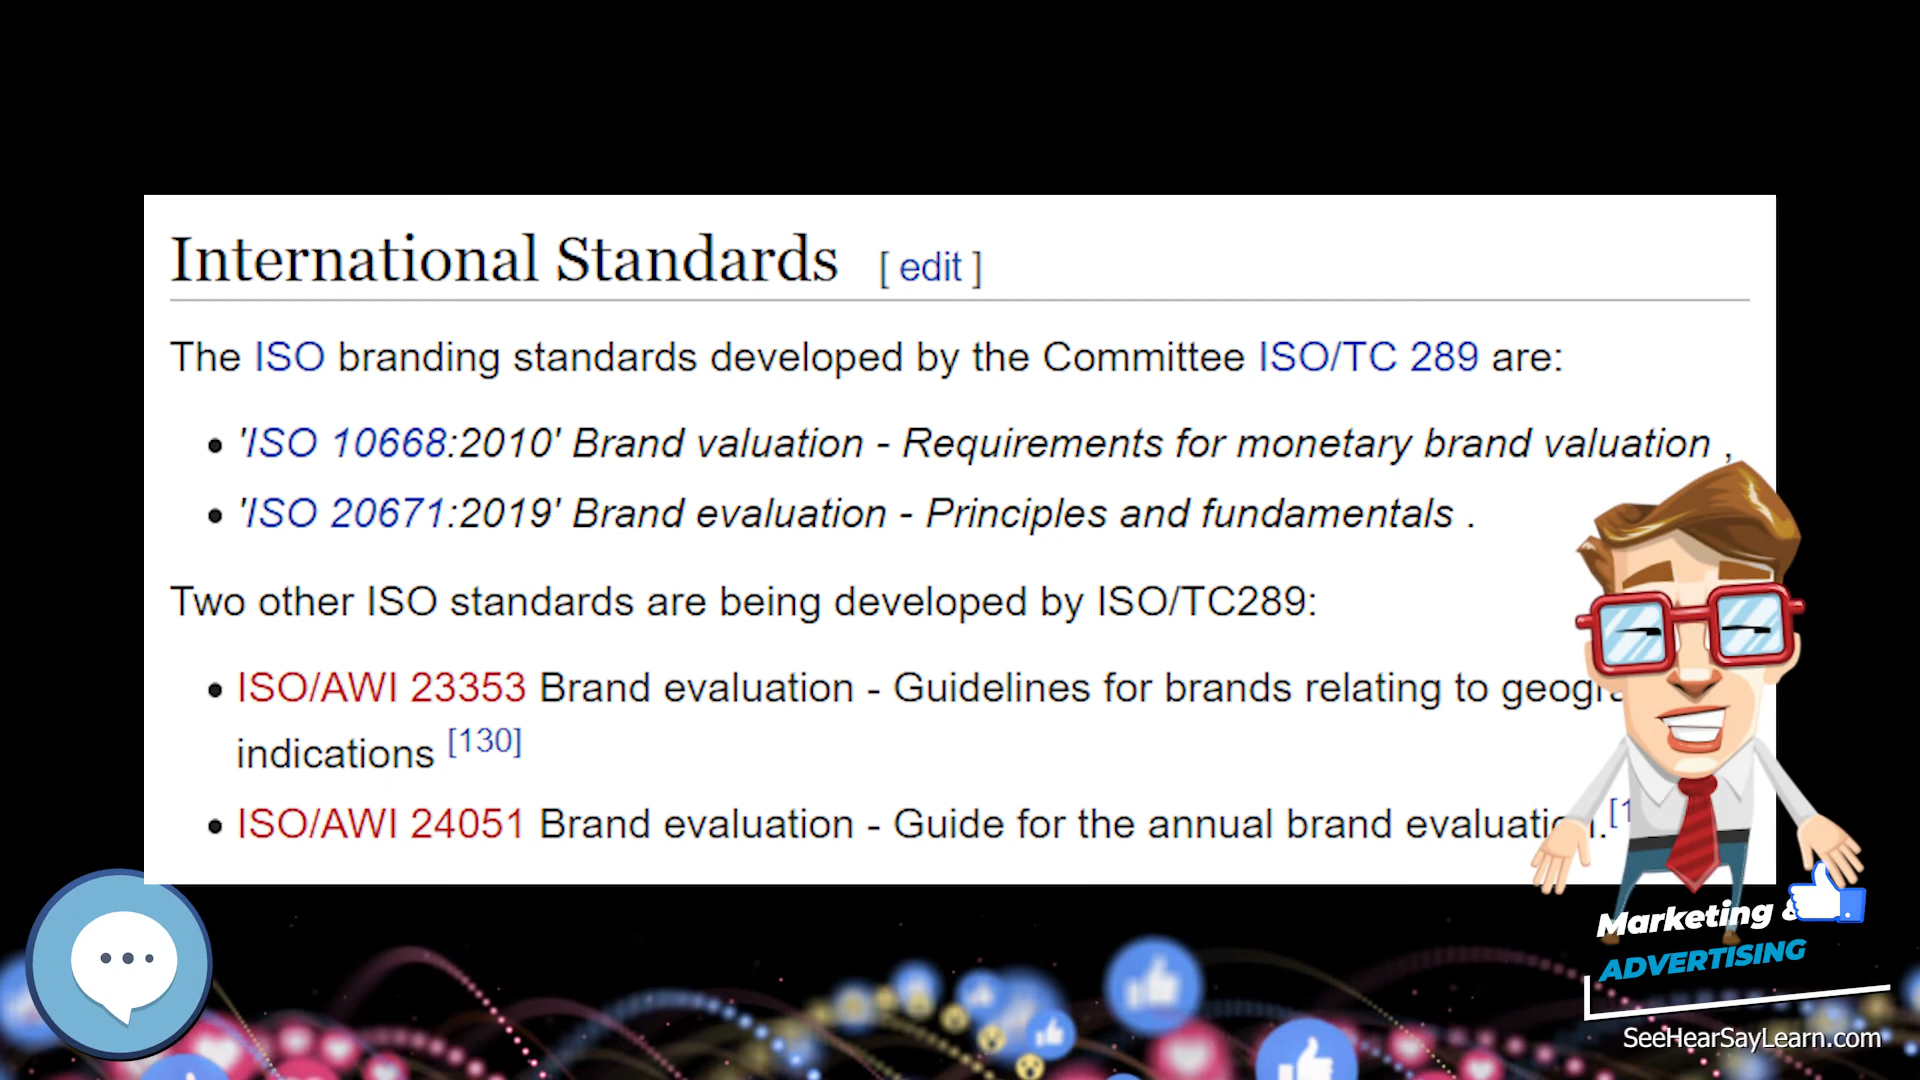 International Standards [ edit ]
The ISO branding standards developed by the Committee ISO/TC 289 are:
• 'ISO 10668:2010' Brand valuation - Requirements for monetary brand valuation ,
• 'ISO 20671:2019' Brand evaluation - Principles and fundamentals .
Two other ISO standards are being developed by ISO/TC289:
• ISO/AWI 23353 Brand evaluation - Guidelines for brands relating to
indications [130]
• ISO/AWI 24051 Brand evaluation - Guide for the annual brand
Marketing &
ADVERTISING
SeeHearSayLearn.com